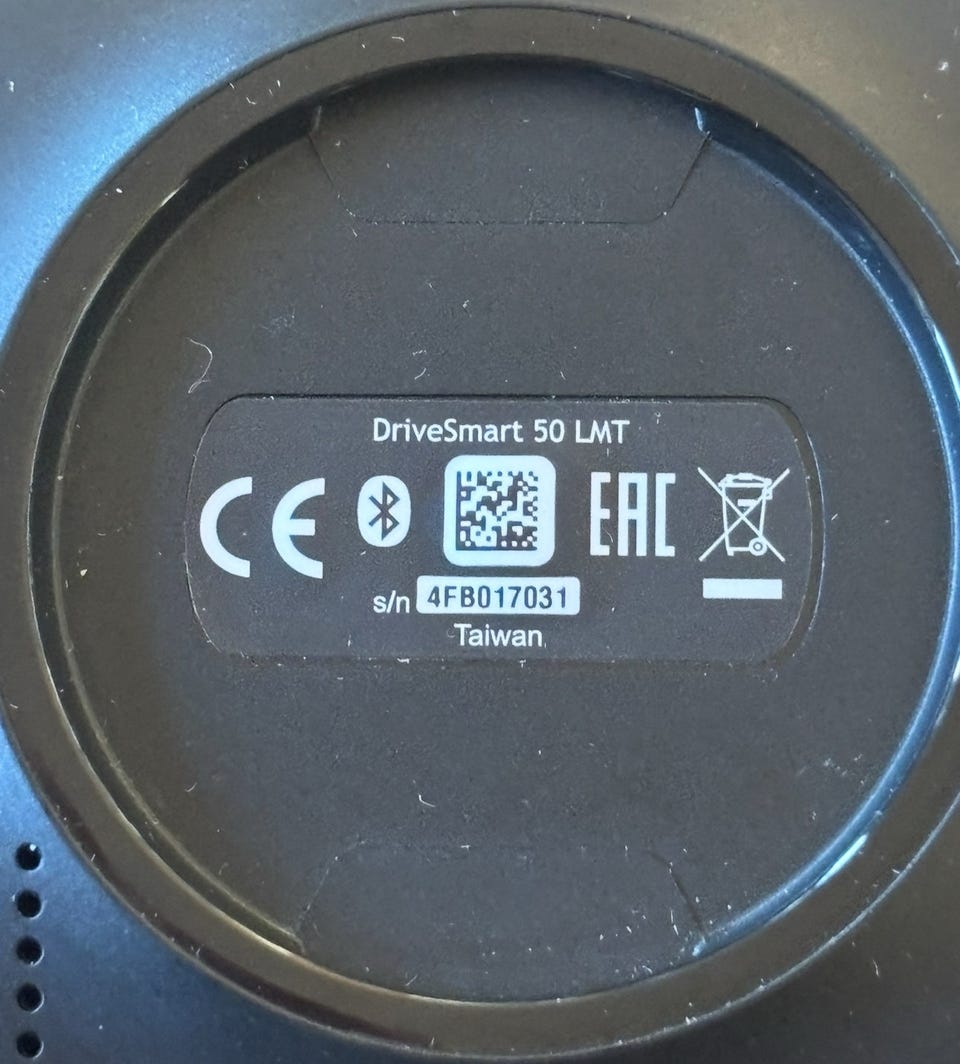 DriveSmart 50 LMT
CE EAC
s/n 4FB017031
Taiwan